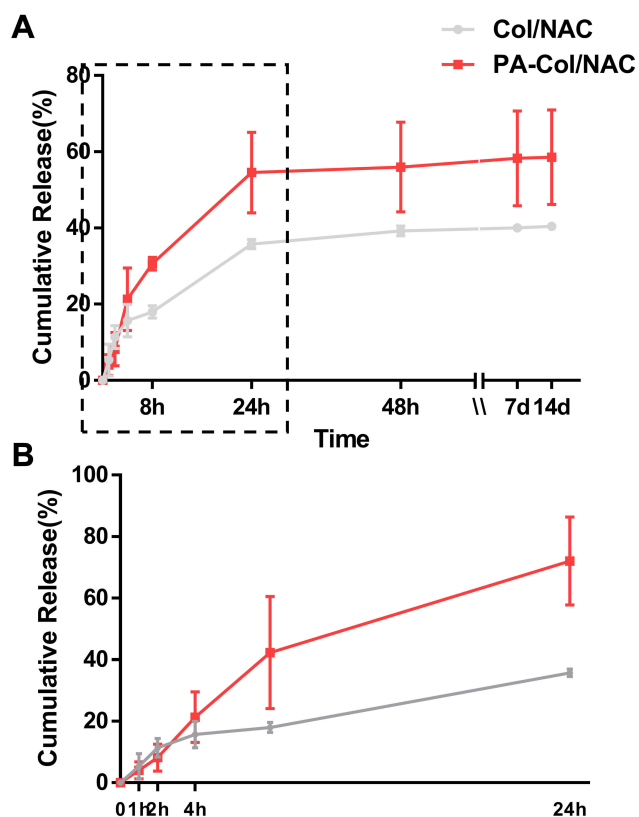 A
Col/NAC
PA-Col/NAC
Cumulative Release(%)
80
60
40
20
0
8h 24h 48h \\ 7d 14d
Time
B
Cumulative Release(%)
100
80
60
40
20
0
0 1h 2h 4h 24h